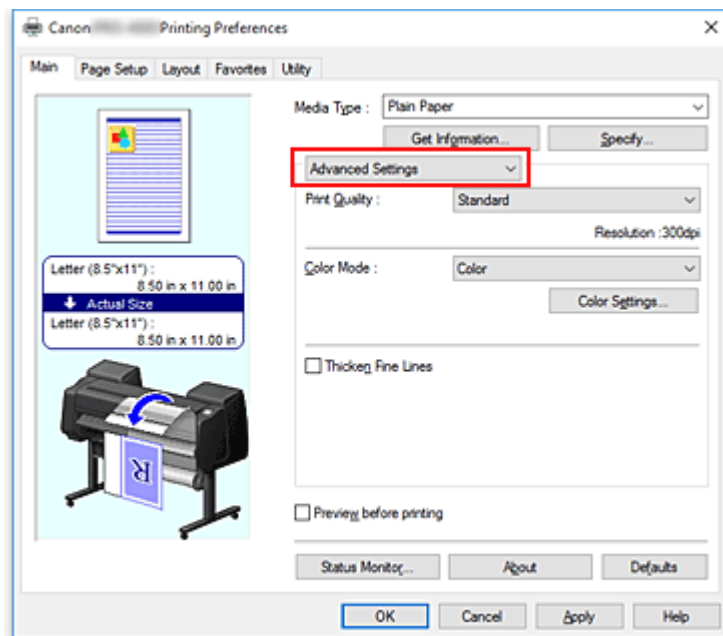 Canon Printing Preferences
Main Page Setup Layout Favorites Utility
Media Type : Plain Paper
Get Information... Specify...
Advanced Settings
Print Quality : Standard
Resolution :300dpi
Letter (8.5"x11") :
8.50 in x 11.00 in
Actual Size
Letter (8.5"x11") :
8.50 in x 11.00 in
Color Mode : Color
Color Settings...
Thicken Fine Lines
R
Preview before printing
Status Monitor... About Defaults
OK Cancel Apply Help